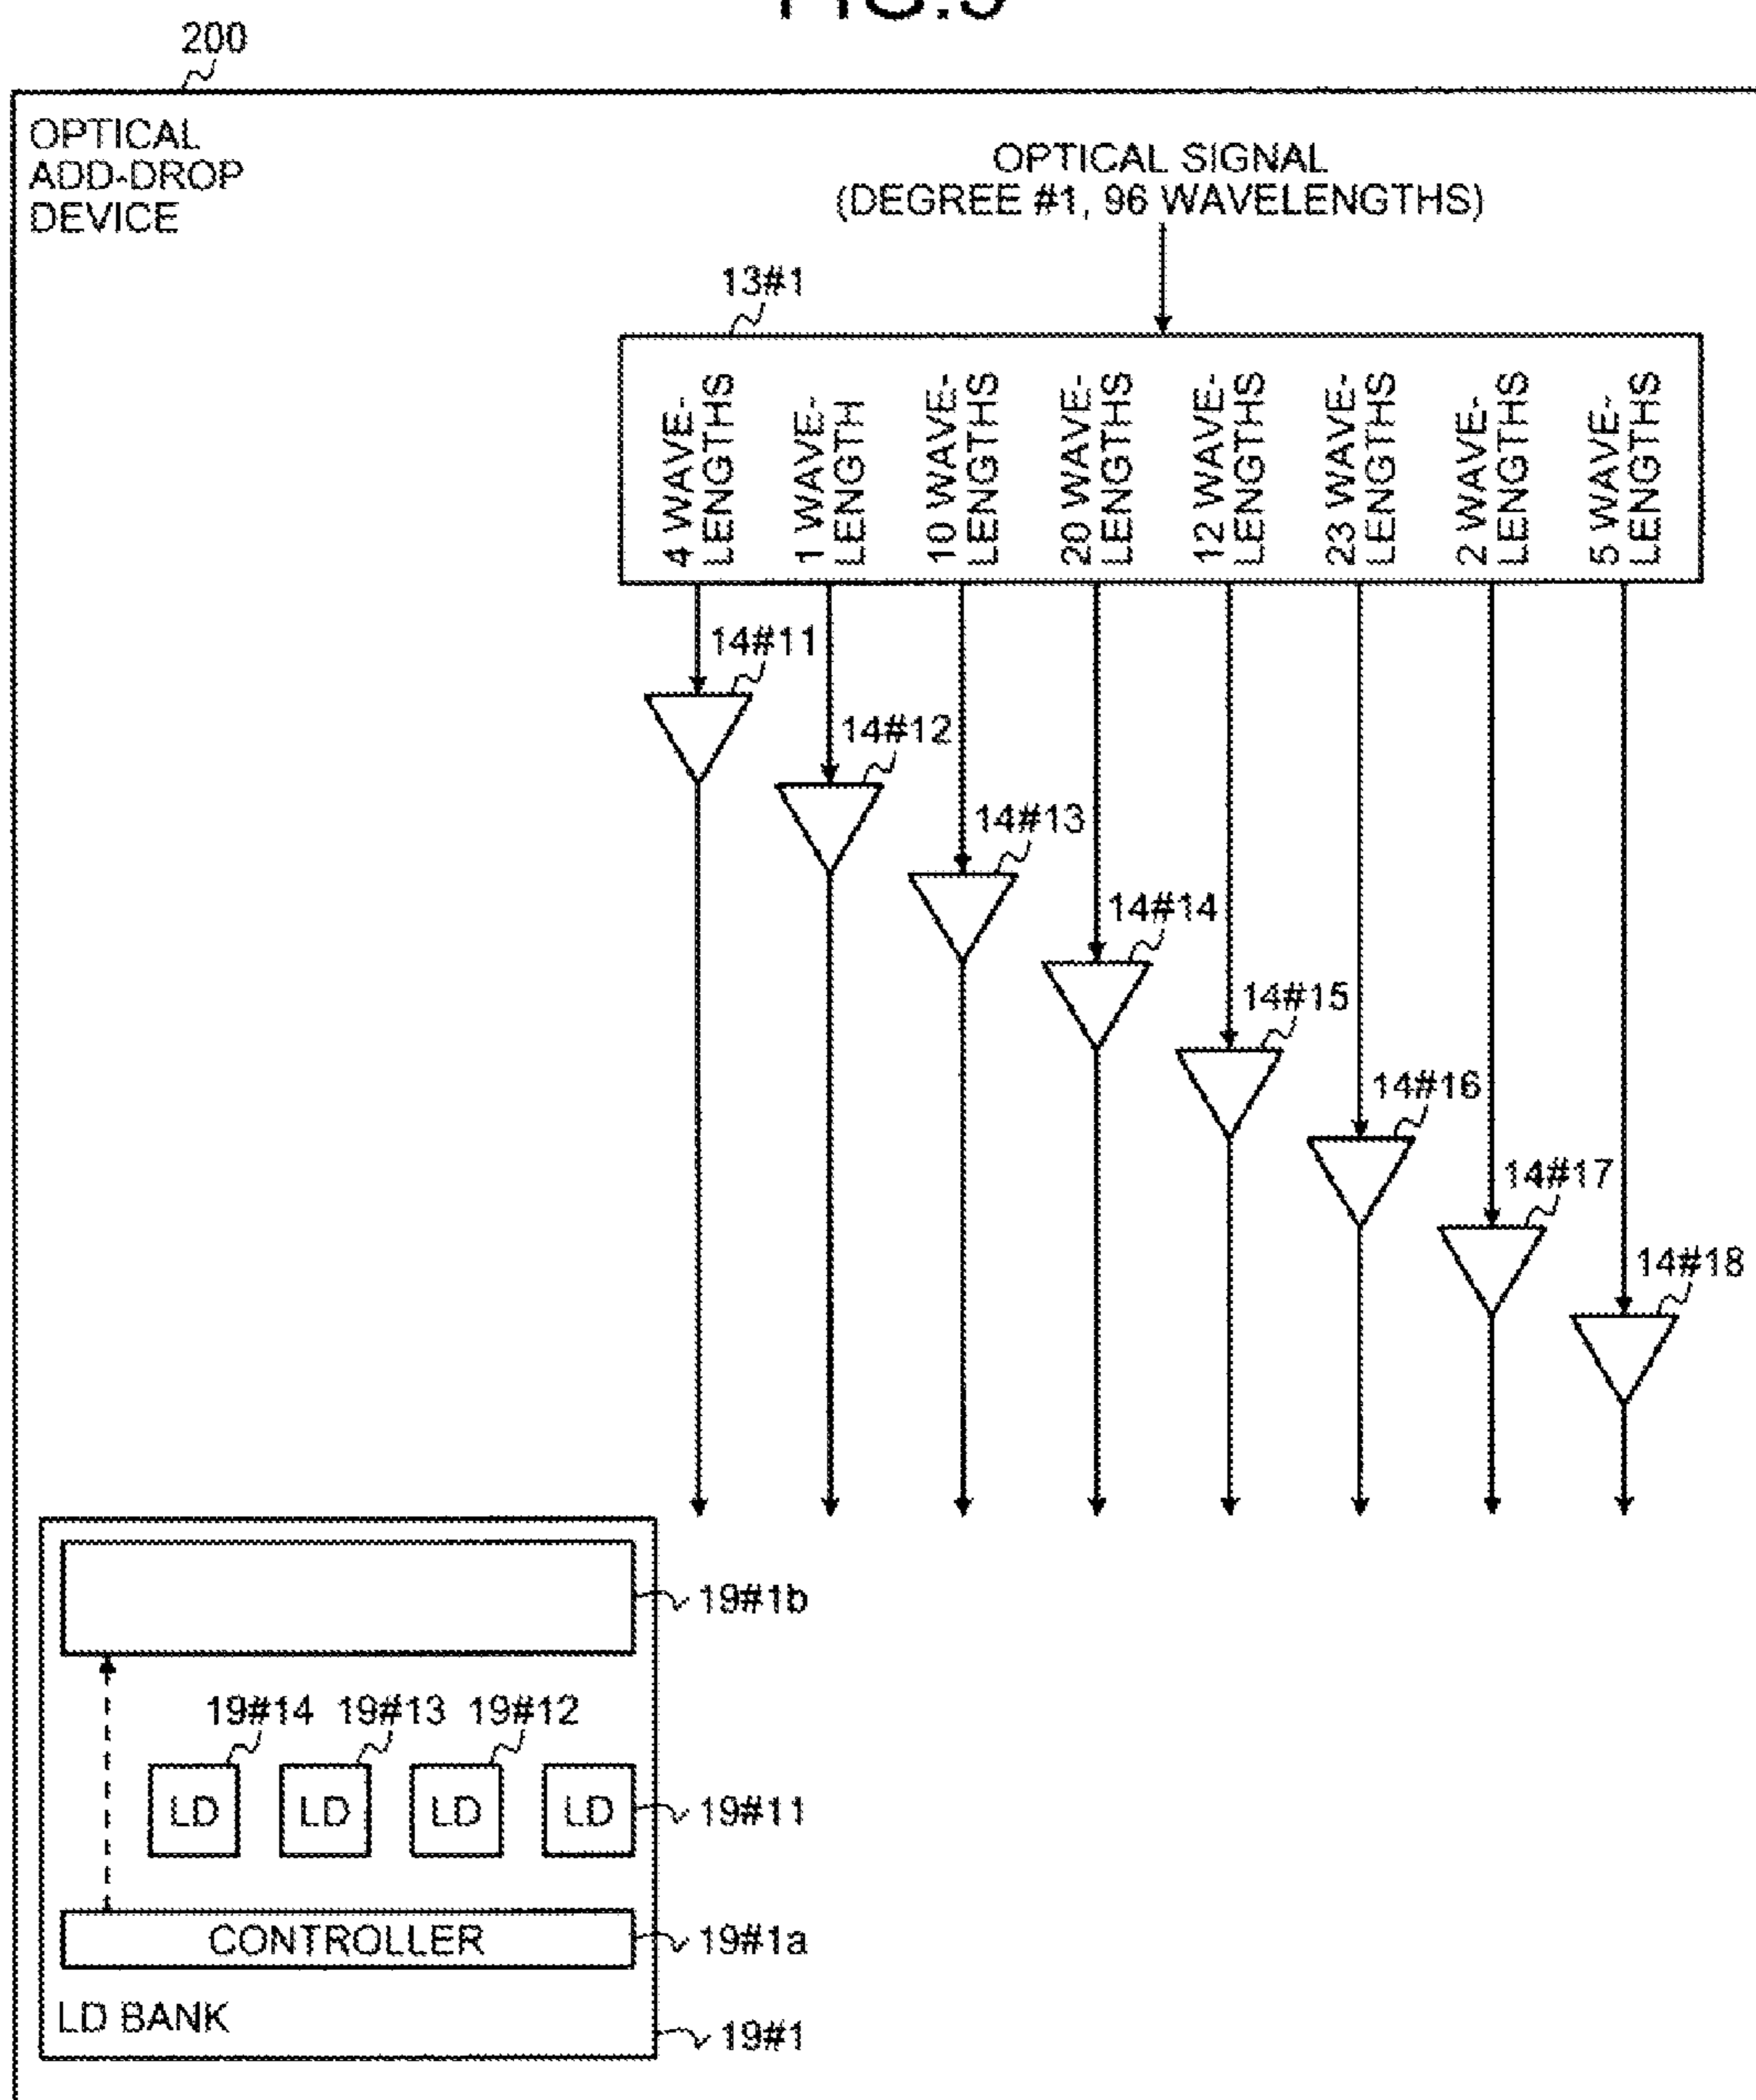 200
OPTICAL
ADD-DROP
DEVICE
OPTICAL SIGNAL
(DEGREE #1, 96 WAVELENGTHS)
13#1
4 WAVE-
LENGTHS
1 WAVE-
LENGTH
10 WAVE-
LENGTHS
20 WAVE-
LENGTHS
12 WAVE-
LENGTHS
23 WAVE-
LENGTHS
2 WAVE-
LENGTHS
5 WAVE-
LENGTHS
14#11
14#12
14#13
14#14
14#15
14#16
14#17
14#18
19#1b
19#14 19#13 19#12
LD LD LD LD 19#11
CONTROLLER 19#1a
LD BANK
19#1